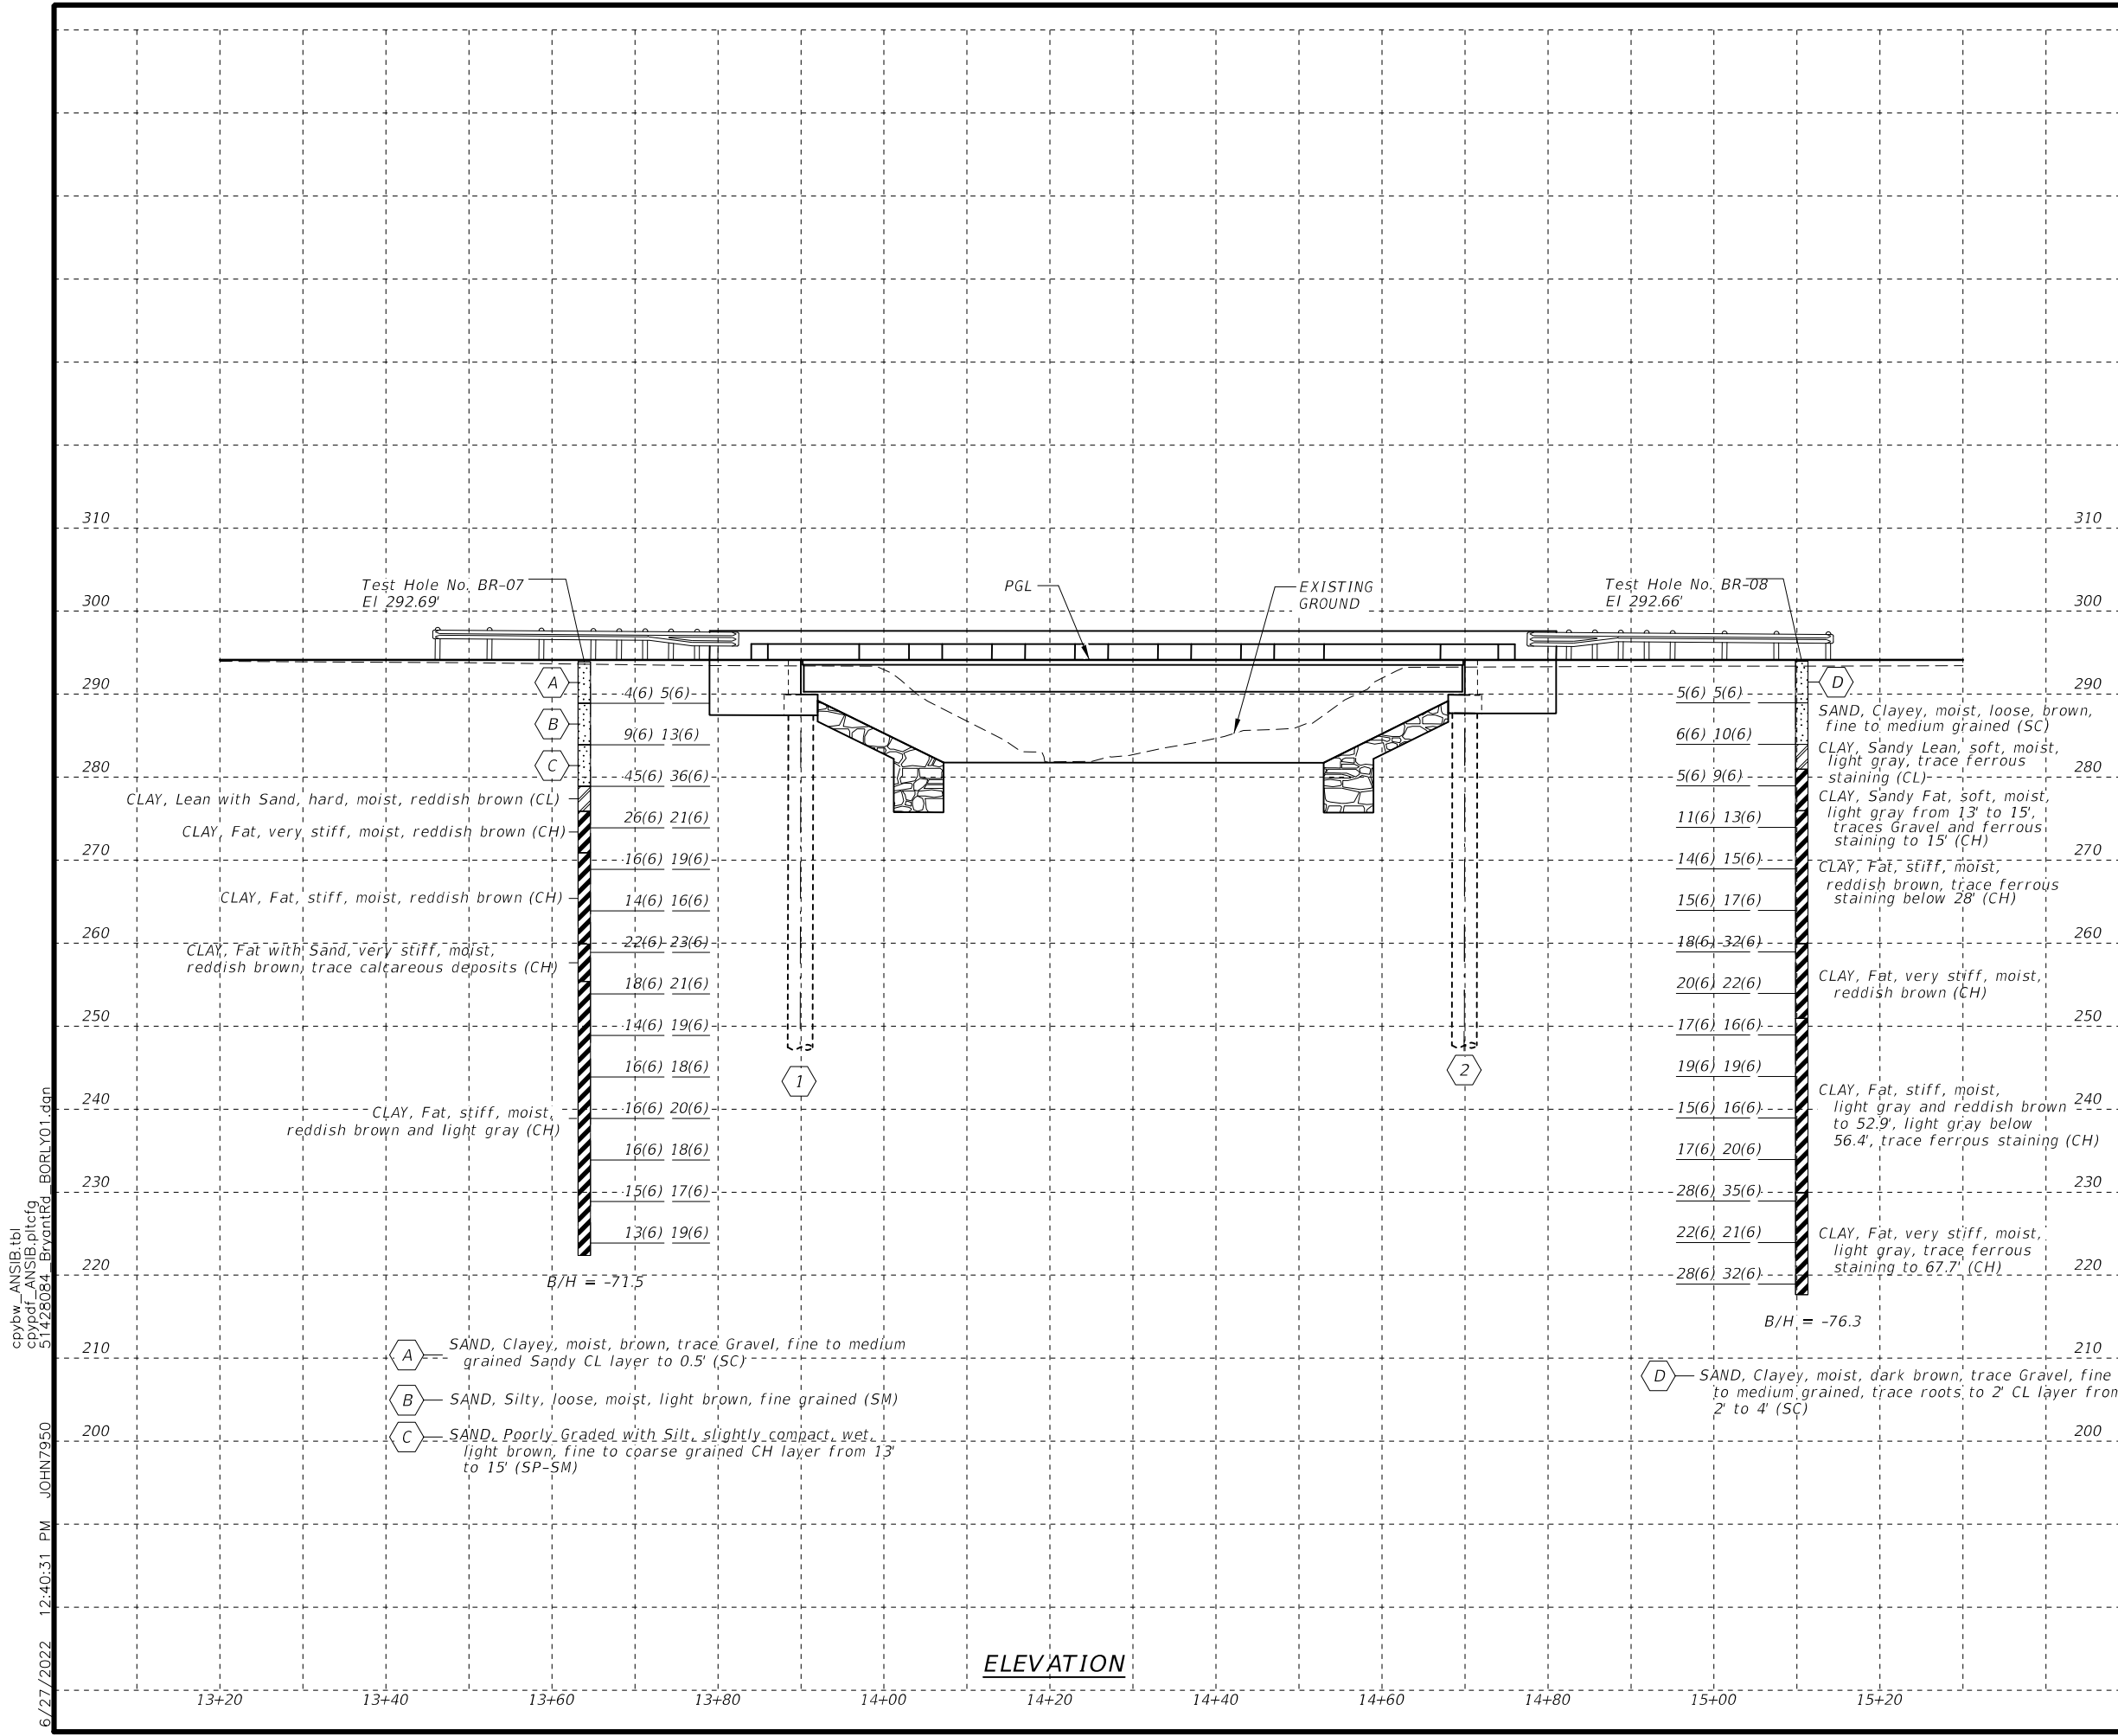 310
310
Test Hole No. BR-07
El 292.69'
PGL
EXISTING
GROUND
Test Hole No. BR-08
El 292.66'
300
300
290
290
280
280
270
270
260
260
250
250
240
240
230
230
220
220
210
210
200
200
A
B
C
CLAY, Lean with Sand, hard, moist, reddish brown (CL)
CLAY, Fat, very stiff, moist, reddish brown (CH)
CLAY, Fat, stiff, moist, reddish brown (CH)
CLAY, Fat with Sand, very stiff, moist,
reddish brown, trace calcareous deposits (CH)
CLAY, Fat, stiff, moist,
reddish brown and light gray (CH)
4(6) 5(6)
9(6) 13(6)
45(6) 36(6)
26(6) 21(6)
16(6) 19(6)
14(6) 16(6)
22(6) 23(6)
18(6) 21(6)
14(6) 19(6)
16(6) 18(6)
16(6) 20(6)
16(6) 18(6)
15(6) 17(6)
13(6) 19(6)
B/H = -71.5
1
2
5(6) 5(6)
6(6) 10(6)
5(6) 9(6)
11(6) 13(6)
14(6) 15(6)
15(6) 17(6)
18(6) 32(6)
20(6) 22(6)
17(6) 16(6)
19(6) 19(6)
15(6) 16(6)
17(6) 20(6)
28(6) 35(6)
22(6) 21(6)
28(6) 32(6)
D
SAND, Clayey, moist, loose, brown,
fine to medium grained (SC)
CLAY, Sandy Lean, soft, moist,
light gray, trace ferrous
staining (CL)
CLAY, Sandy Fat, soft, moist,
light gray from 13' to 15',
traces Gravel and ferrous
staining to 15' (CH)
CLAY, Fat, stiff, moist,
reddish brown, trace ferrous
staining below 28' (CH)
CLAY, Fat, very stiff, moist,
reddish brown (CH)
CLAY, Fat, stiff, moist,
light gray and reddish brown
to 52.9', light gray below
56.4', trace ferrous staining (CH)
CLAY, Fat, very stiff, moist,
light gray, trace ferrous
staining to 67.7' (CH)
B/H = -76.3
A SAND, Clayey, moist, brown, trace Gravel, fine to medium
grained Sandy CL layer to 0.5' (SC)
B SAND, Silty, loose, moist, light brown, fine grained (SM)
C SAND, Poorly Graded with Silt, slightly compact, wet,
light brown, fine to coarse grained CH layer from 13'
to 15' (SP-SM)
D SAND, Clayey, moist, dark brown, trace Gravel, fine
to medium grained, trace roots to 2' CL layer from
2' to 4' (SC)
ELEVATION
13+20 13+40 13+60 13+80 14+00 14+20 14+40 14+60 14+80 15+00 15+20
cpybw_ANSIB.tbl
cpypdf_ANSIB.pltcfg
514280084_BryantRd_BORLY01.dgn
6/27/2022 12:40:31 PM JOHN7950